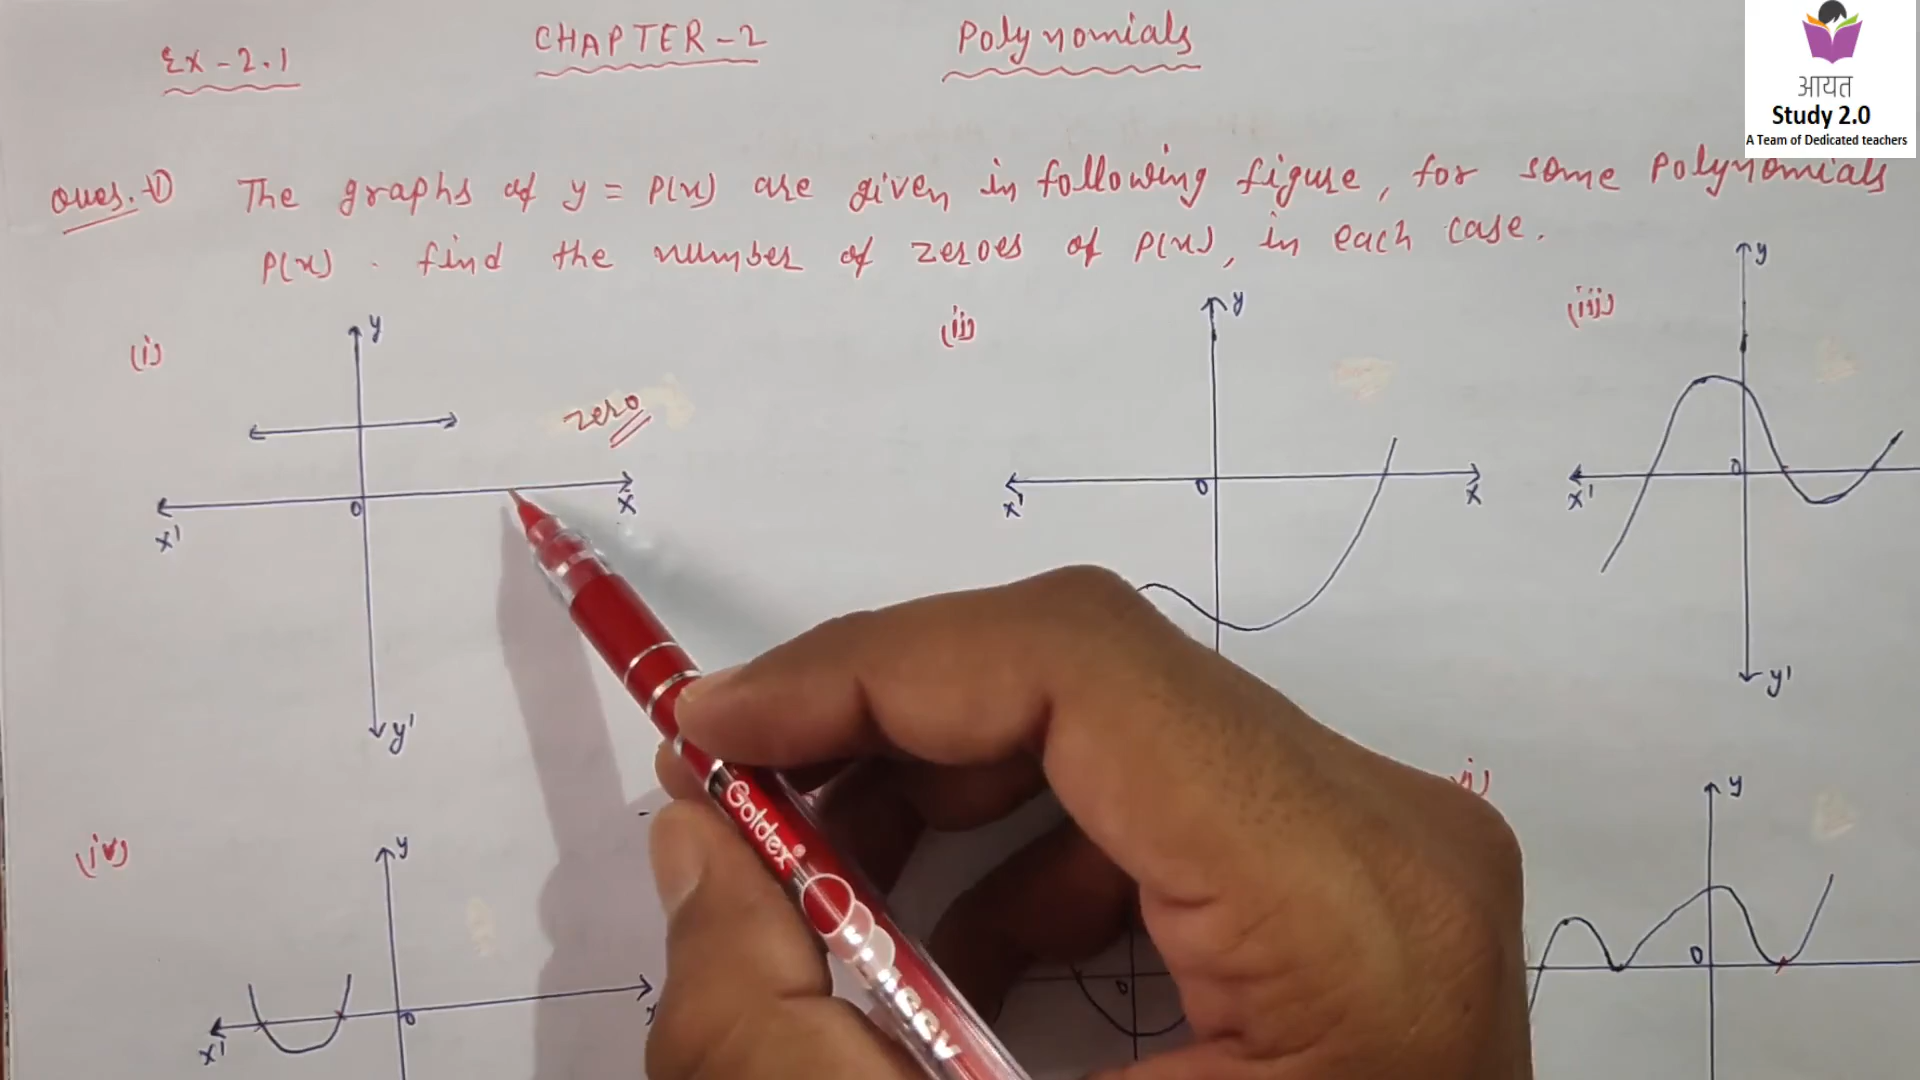 Ex-2.1
CHAPTER-2
Polynomials
आयत
Study 2.0
A Team of Dedicated teachers
Ques.-1) The graphs of y = P(x) are given in following figure, for some Polynomials
P(x). find the number of zeroes of P(x), in each case.
(i)
y
zero
x'
0
x
y'
(ii)
y
x'
0
x
(iii)
y
x'
0
y'
(iv)
y
x'
0
x
0
vi)
y
0
Goldex